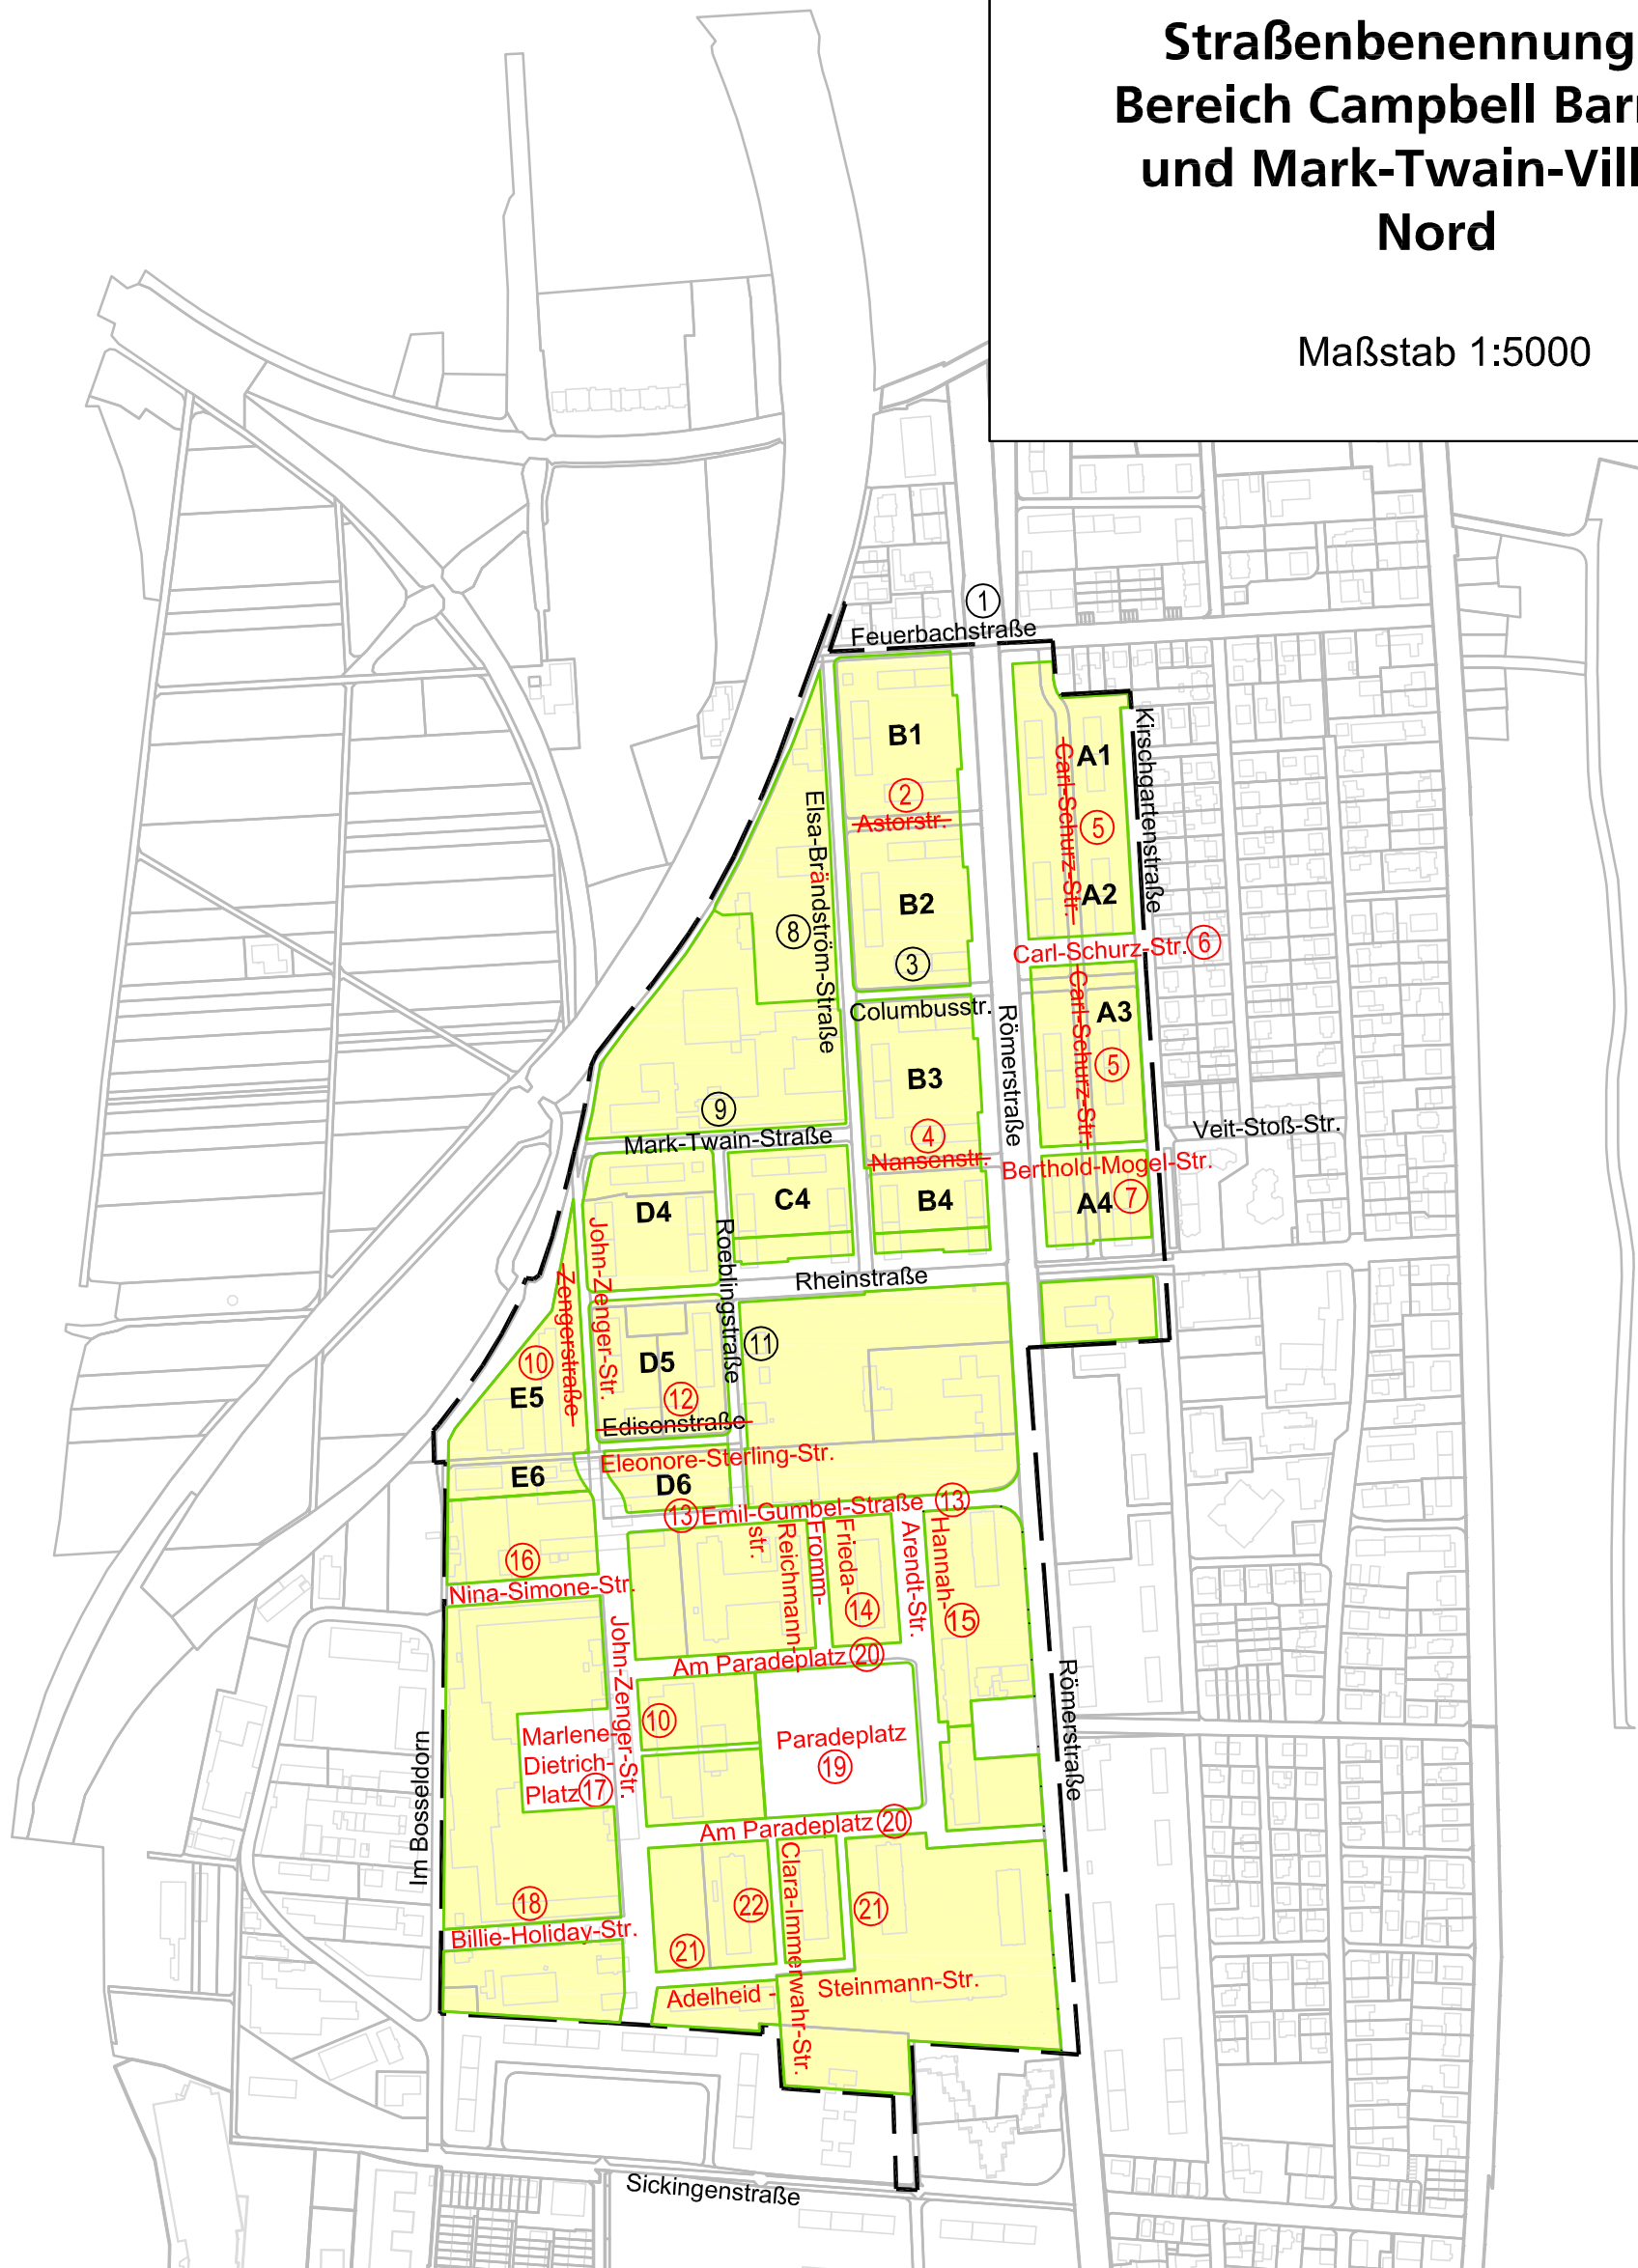 Straßenbenennung
Bereich Campbell Barr
und Mark-Twain-Vill
Nord
Maßstab 1:5000
1
Feuerbachstraße
B1
A1
Kirschgartenstraße
Carl-Schurz-Str.
2
Astorstr.
5
Elsa-Brändström-Straße
B2
A2
8
3
Carl-Schurz-Str. 6
Columbusstr.
Römerstraße
A3
Carl-Schurz-Str.
5
B3
9
4
Mark-Twain-Straße
Veit-Stoß-Str.
Nansenstr.
Berthold-Mogel-Str.
D4
C4
B4
A4 7
John-Zenger-Str.
Roeblingstraße
Rheinstraße
Zengerstraße
11
10
D5
E5
12
Edisonstraße
Eleonore-Sterling-Str.
E6
D6
13 Emil-Gumbel-Straße 13
Reichmann-
str.
Fromm-
Frieda-
Arendt-Str.
Hannah-
16
14
15
Nina-Simone-Str.
John-Zenger-Str.
Am Paradeplatz 20
Römerstraße
10
Marlene-
Dietrich-
Platz 17
Paradeplatz
19
Im Bosseldorn
Am Paradeplatz 20
Clara-Immerwahr-Str.
18
22
21
Billie-Holiday-Str.
21
Adelheid - Steinmann-Str.
Sickingenstraße